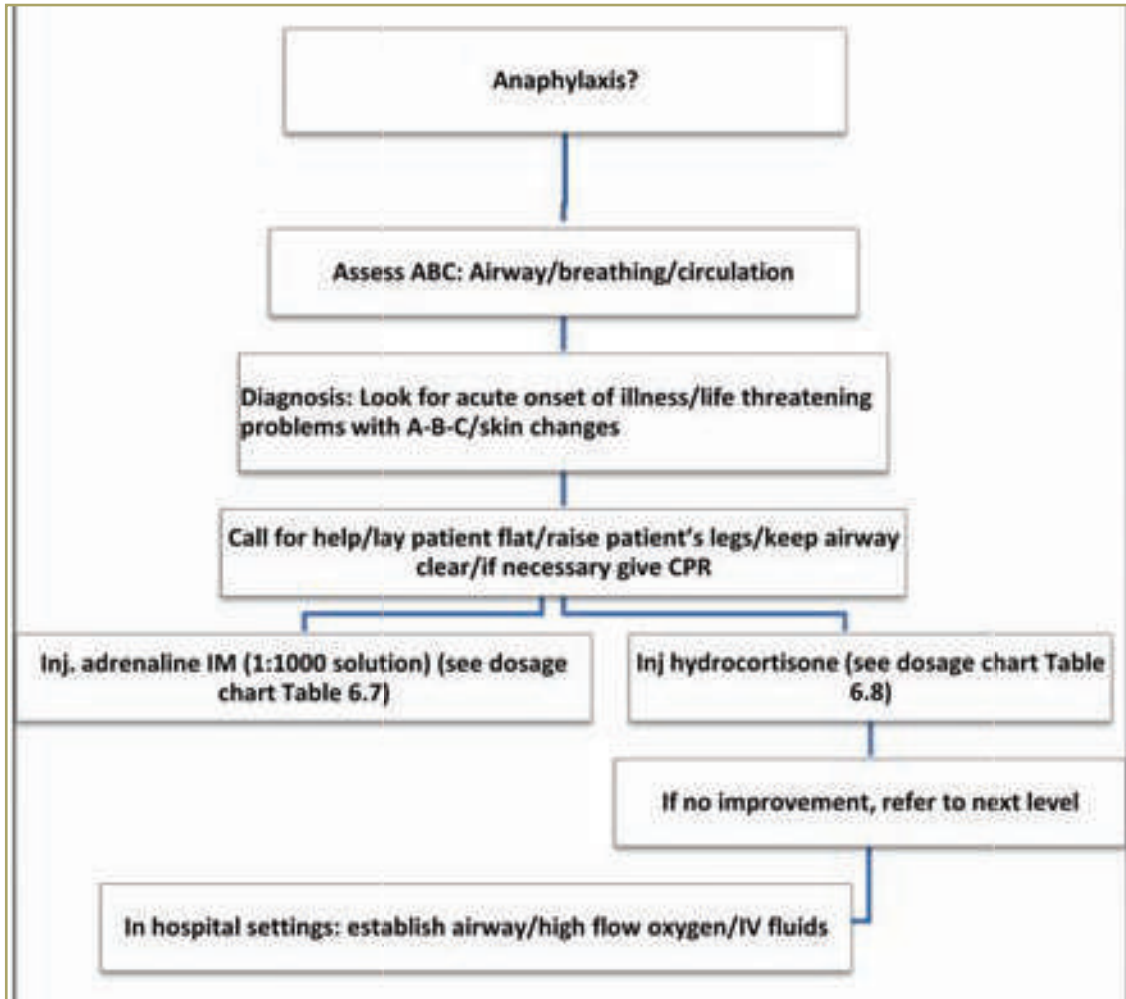 Anaphylaxis?
Assess ABC: Airway/breathing/circulation
Diagnosis: Look for acute onset of illness/life threatening
problems with A-B-C/skin changes
Call for help/lay patient flat/raise patient's legs/keep airway
clear/if necessary give CPR
Inj. adrenaline IM (1:1000 solution) (see dosage
chart Table 6.7)
Inj hydrocortisone (see dosage chart Table
6.8)
If no improvement, refer to next level
In hospital settings: establish airway/high flow oxygen/IV fluids